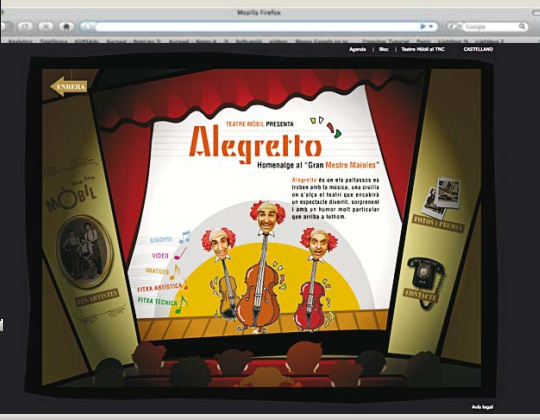 Mozilla Firefox
Google
Agenda | Bloc | Teatre Mòbil al TNC CASTELLANO
ENRERA
TEATRE MÒBIL PRESENTA
Alegretto
Homenatge al "Gran Mestre Maioles"
Alegretto és on els pallassos es
troben amb la música, una cruïlla
on s'alça el teatri que encabirà
un espectacle divertit, sorprenent
i amb un humor molt particular
que arriba a tothom.
MÒBIL
ELS ARTISTES
SINOPSI
VIDEO
IMATGES
FITXA ARTÍSTICA
FITXA TÈCNICA
FOTOS i PREMSA
CONTACTE
Avís legal